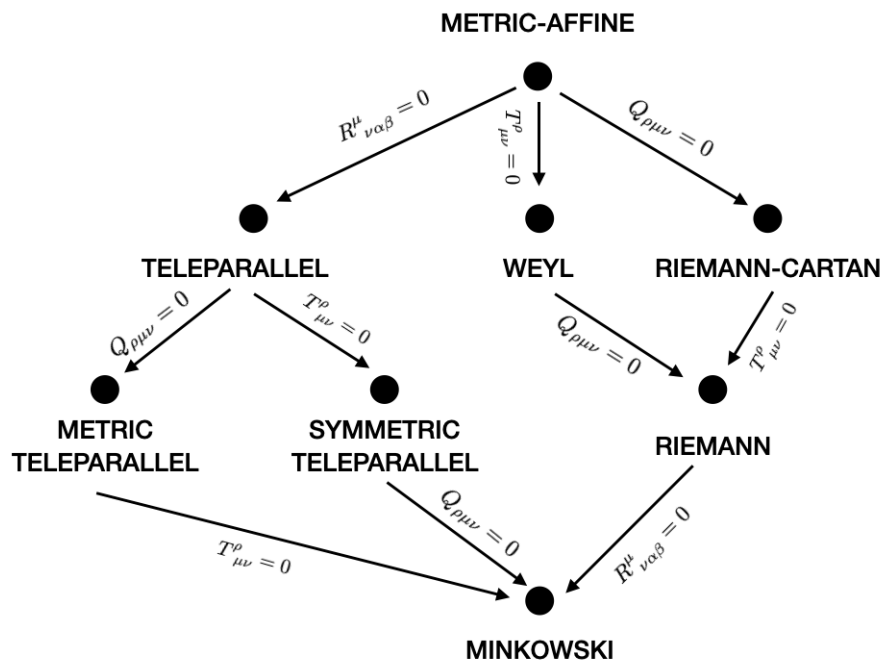 METRIC-AFFINE
R^μ_{ναβ} = 0
T^ρ_{μν} = 0
Q_{ρμν} = 0
TELEPARALLEL
WEYL
RIEMANN-CARTAN
Q_{ρμν} = 0
T^ρ_{μν} = 0
Q_{ρμν} = 0
T^ρ_{μν} = 0
METRIC
TELEPARALLEL
SYMMETRIC
TELEPARALLEL
RIEMANN
T^ρ_{μν} = 0
Q_{ρμν} = 0
R^μ_{ναβ} = 0
MINKOWSKI